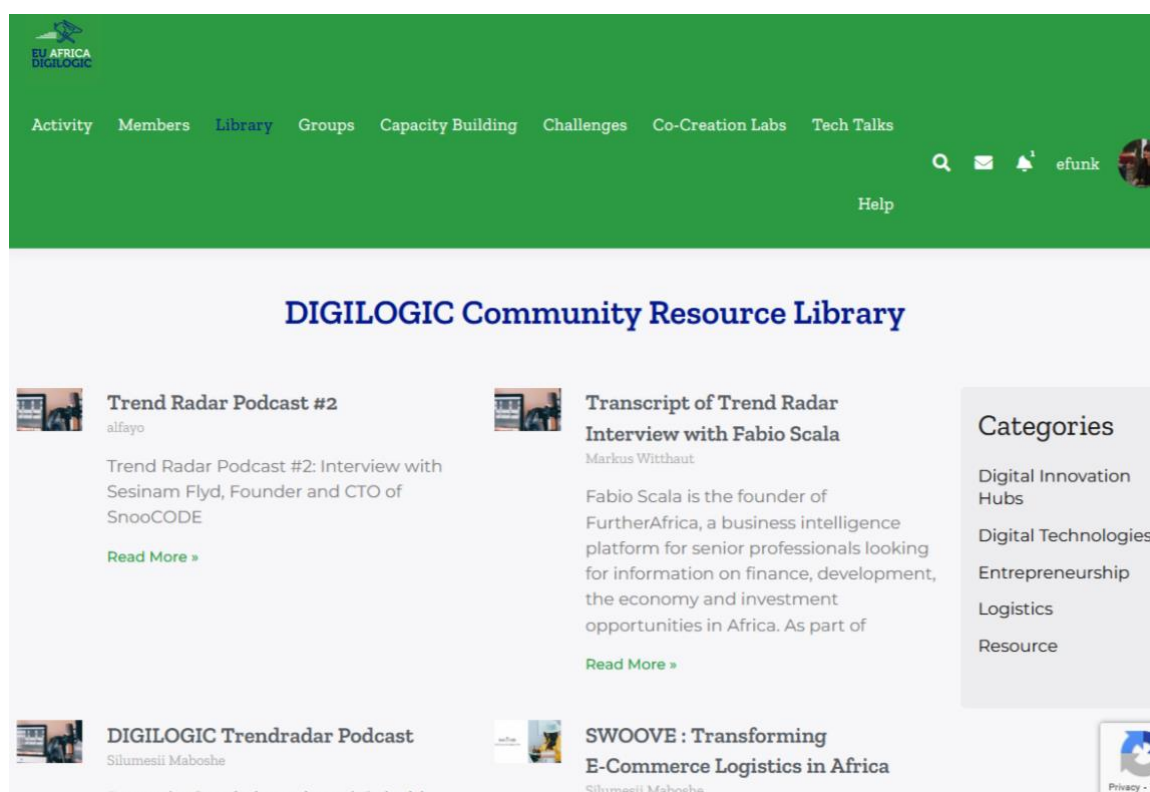 EU AFRICA
DIGILOGIC
Activity Members Library Groups Capacity Building Challenges Co-Creation Labs Tech Talks
1
efunk
Help
DIGILOGIC Community Resource Library
Trend Radar Podcast #2
alfayo
Trend Radar Podcast #2: Interview with
Sesinam Flyd, Founder and CTO of
SnooCODE
Read More »
Transcript of Trend Radar
Interview with Fabio Scala
Markus Witthaut
Fabio Scala is the founder of
FurtherAfrica, a business intelligence
platform for senior professionals looking
for information on finance, development,
the economy and investment
opportunities in Africa. As part of
Read More »
Categories
Digital Innovation
Hubs
Digital Technologies
Entrepreneurship
Logistics
Resource
DIGILOGIC Trendradar Podcast
Silumesii Maboshe
SWOOVE : Transforming
E-Commerce Logistics in Africa
Silumesii Maboshe
Privacy -